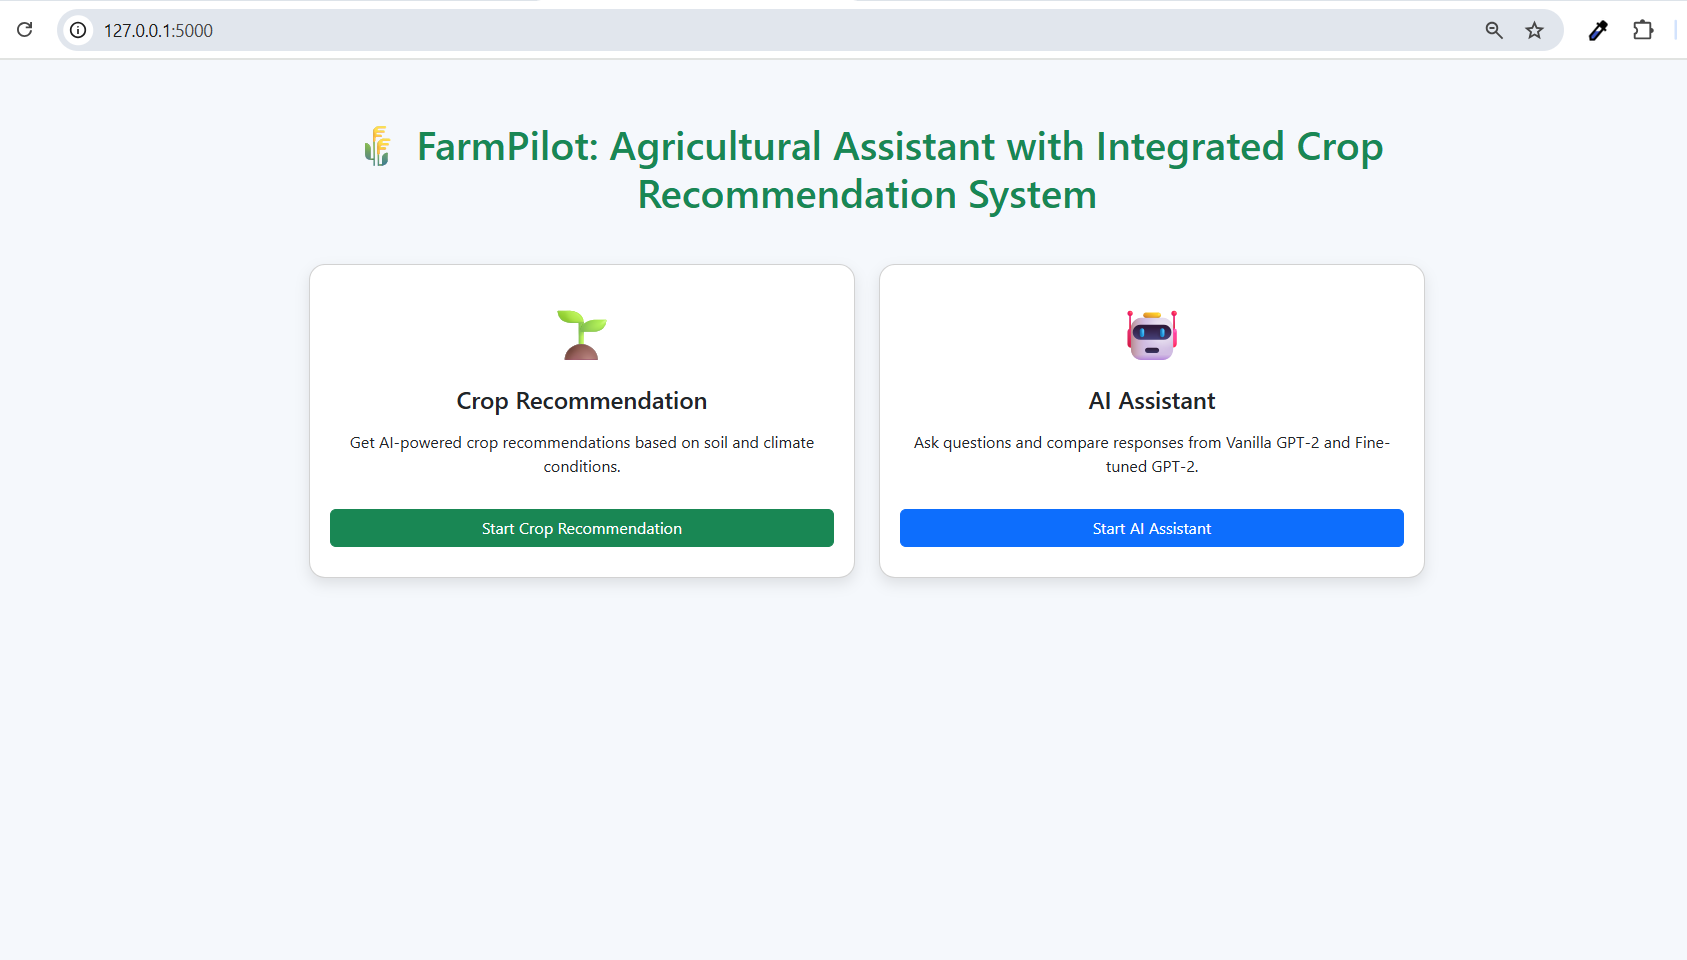 127.0.0.1:5000
FarmPilot: Agricultural Assistant with Integrated Crop
Recommendation System
Crop Recommendation
Get AI-powered crop recommendations based on soil and climate
conditions.
Start Crop Recommendation
AI Assistant
Ask questions and compare responses from Vanilla GPT-2 and Fine-
tuned GPT-2.
Start AI Assistant